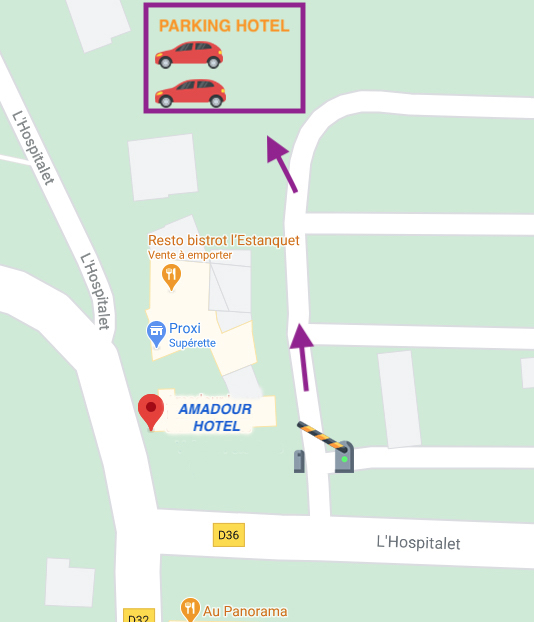 PARKING HOTEL
L'Hospitalet
Resto bistrot l'Estanquet
Vente à emporter
L'Hospitalet
Proxi
Supérette
AMADOUR
HOTEL
D36
L'Hospitalet
Au Panorama
D32